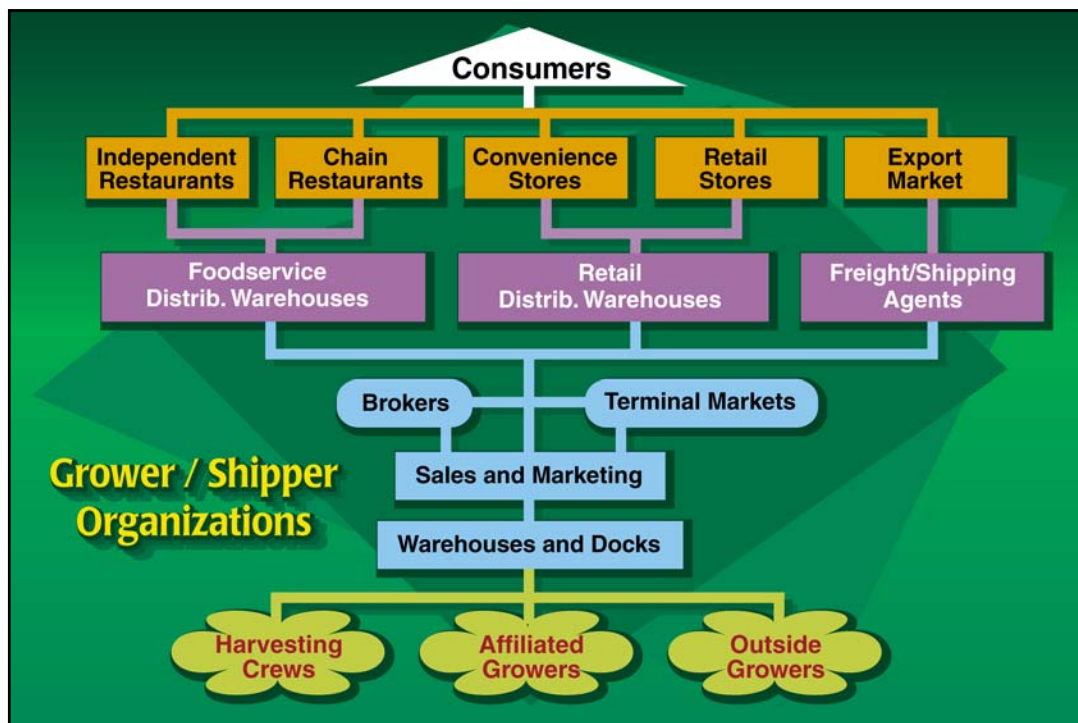 Consumers
Independent
Restaurants
Chain
Restaurants
Convenience
Stores
Retail
Stores
Export
Market
Foodservice
Distrib. Warehouses
Retail
Distrib. Warehouses
Freight/Shipping
Agents
Brokers
Terminal Markets
Grower / Shipper
Organizations
Sales and Marketing
Warehouses and Docks
Harvesting
Crews
Affiliated
Growers
Outside
Growers